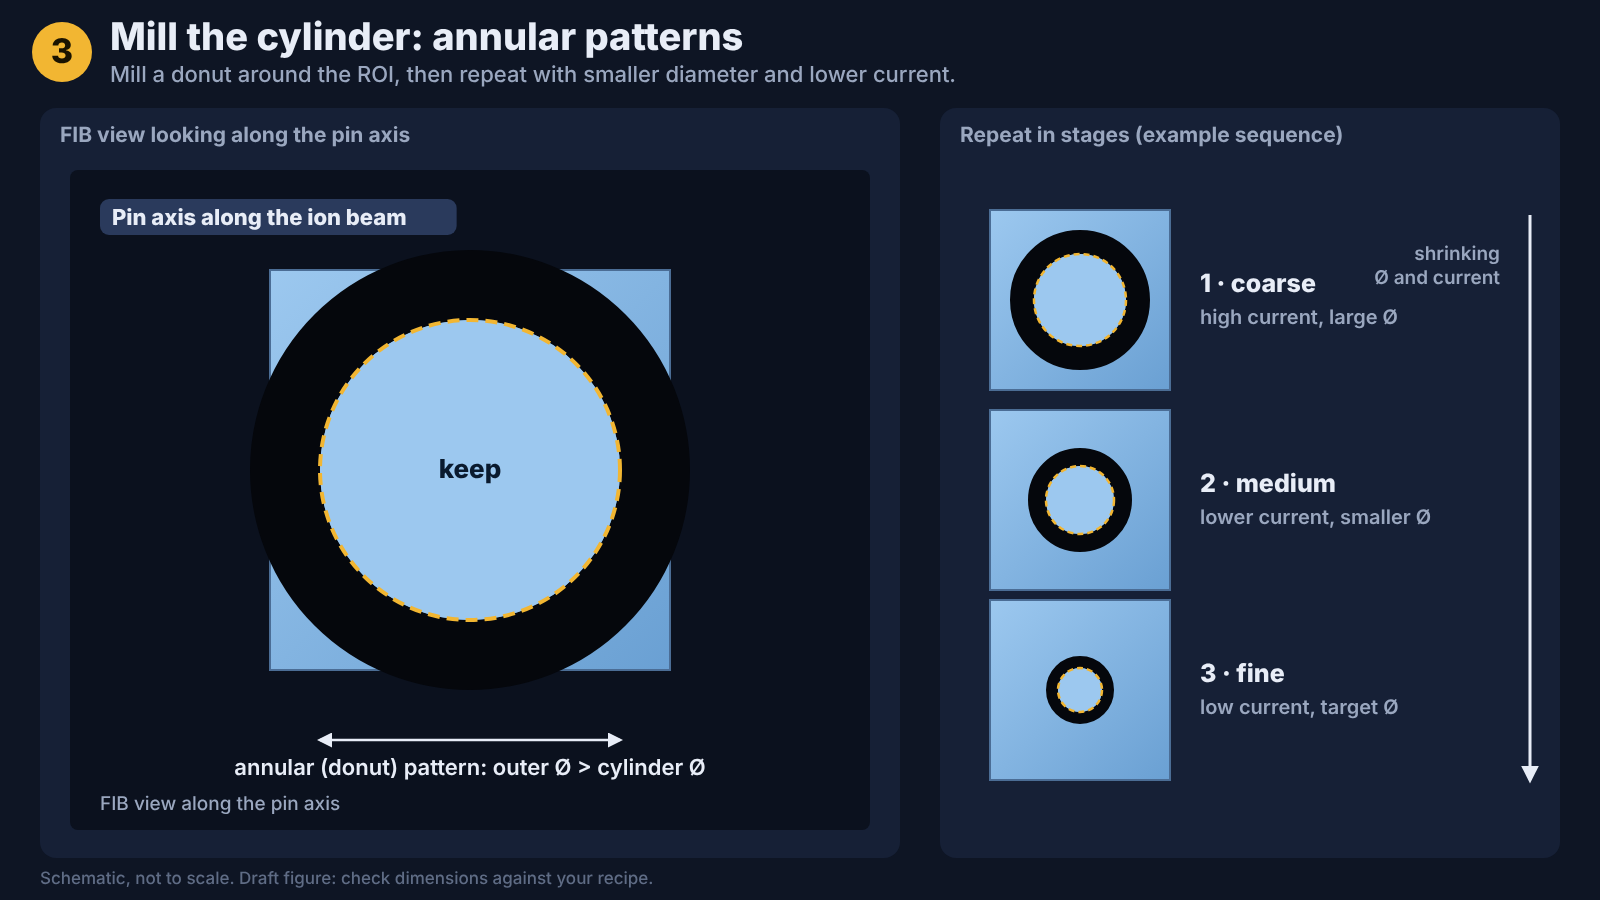 3
Mill the cylinder: annular patterns
Mill a donut around the ROI, then repeat with smaller diameter and lower current.
FIB view looking along the pin axis
Pin axis along the ion beam
keep
annular (donut) pattern: outer Ø > cylinder Ø
FIB view along the pin axis
Repeat in stages (example sequence)
shrinking
Ø and current
1 · coarse
high current, large Ø
2 · medium
lower current, smaller Ø
3 · fine
low current, target Ø
Schematic, not to scale. Draft figure: check dimensions against your recipe.